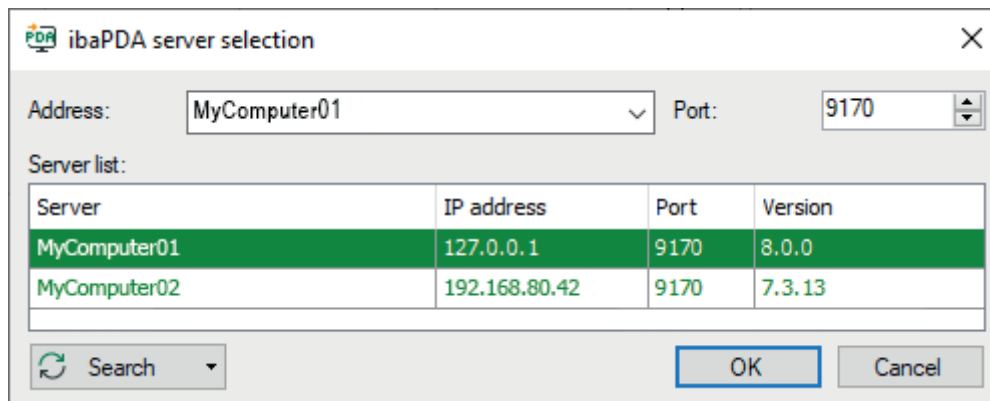 PDA ibaPDA server selection
Address: MyComputer01 Port: 9170
Server list:
Server IP address Port Version
MyComputer01 127.0.0.1 9170 8.0.0
MyComputer02 192.168.80.42 9170 7.3.13
Search OK Cancel